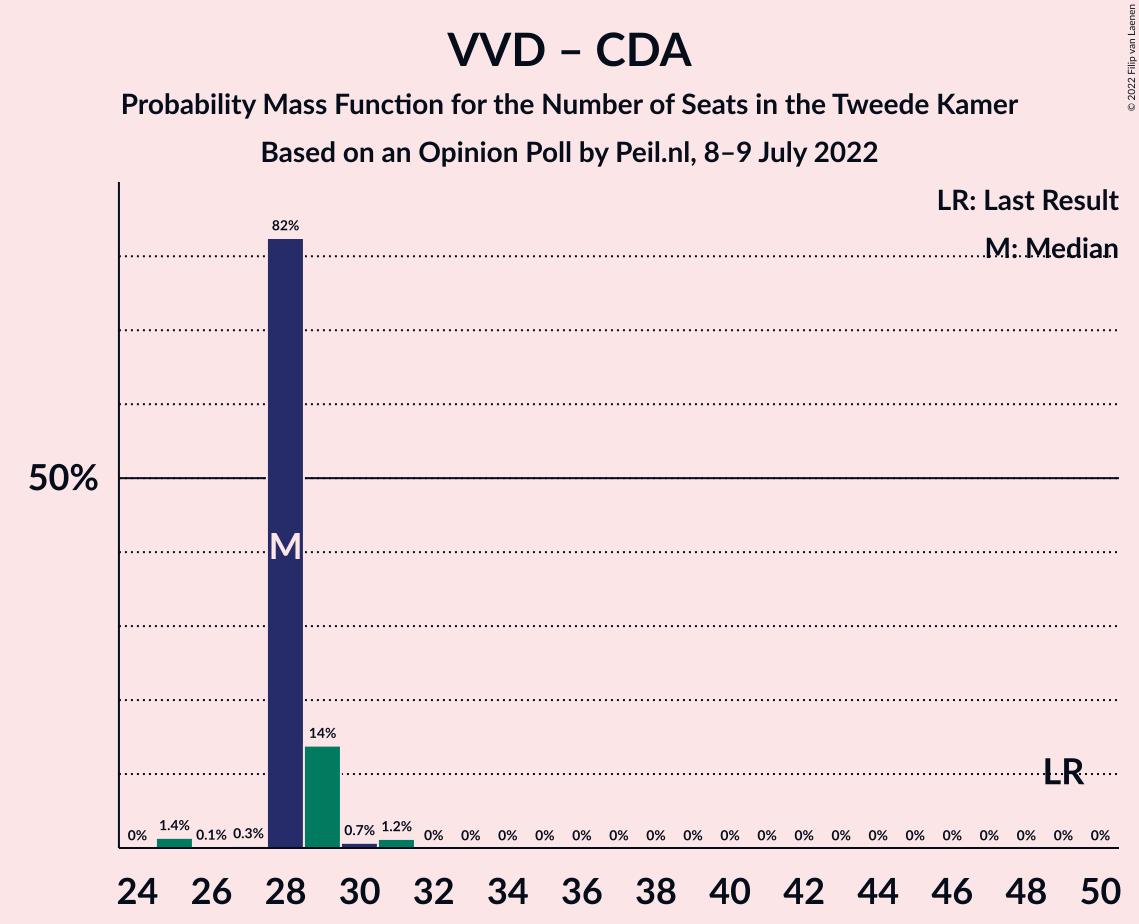 VVD – CDA
Probability Mass Function for the Number of Seats in the Tweede Kamer
Based on an Opinion Poll by Peil.nl, 8–9 July 2022
© 2022 Filip van Laenen
LR: Last Result
M: Median
82%
50%
M
14%
LR
0% 1.4% 0.1% 0.3% 0.7% 1.2% 0% 0% 0% 0% 0% 0% 0% 0% 0% 0% 0% 0% 0% 0% 0% 0% 0% 0% 0%
24 26 28 30 32 34 36 38 40 42 44 46 48 50